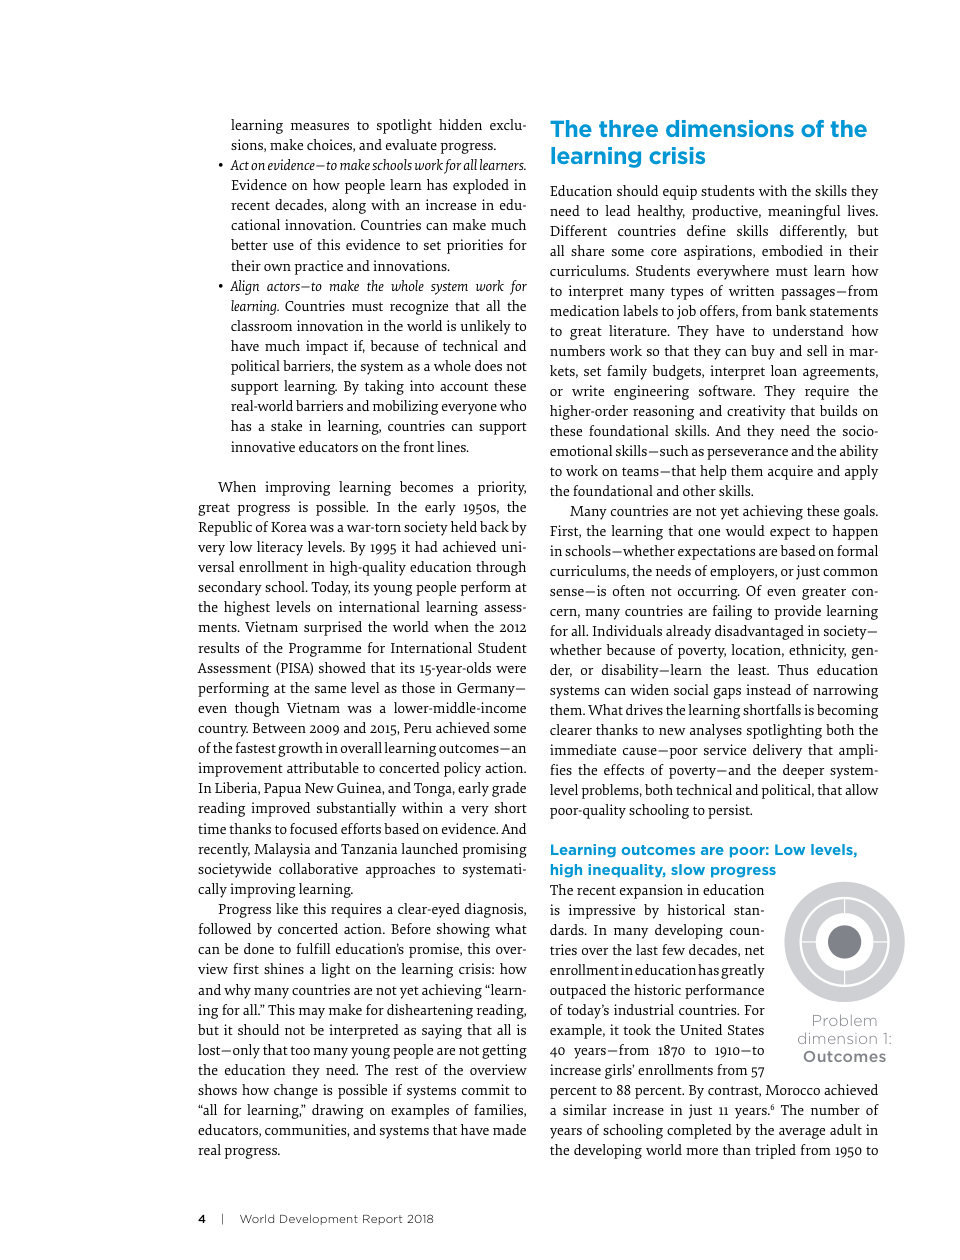 learning measures to spotlight hidden exclu-
sions, make choices, and evaluate progress.
• Act on evidence—to make schools work for all learners.
Evidence on how people learn has exploded in
recent decades, along with an increase in edu-
cational innovation. Countries can make much
better use of this evidence to set priorities for
their own practice and innovations.
• Align actors—to make the whole system work for
learning. Countries must recognize that all the
classroom innovation in the world is unlikely to
have much impact if, because of technical and
political barriers, the system as a whole does not
support learning. By taking into account these
real-world barriers and mobilizing everyone who
has a stake in learning, countries can support
innovative educators on the front lines.
When improving learning becomes a priority,
great progress is possible. In the early 1950s, the
Republic of Korea was a war-torn society held back by
very low literacy levels. By 1995 it had achieved uni-
versal enrollment in high-quality education through
secondary school. Today, its young people perform at
the highest levels on international learning assess-
ments. Vietnam surprised the world when the 2012
results of the Programme for International Student
Assessment (PISA) showed that its 15-year-olds were
performing at the same level as those in Germany—
even though Vietnam was a lower-middle-income
country. Between 2009 and 2015, Peru achieved some
of the fastest growth in overall learning outcomes—an
improvement attributable to concerted policy action.
In Liberia, Papua New Guinea, and Tonga, early grade
reading improved substantially within a very short
time thanks to focused efforts based on evidence. And
recently, Malaysia and Tanzania launched promising
societywide collaborative approaches to systemati-
cally improving learning.
Progress like this requires a clear-eyed diagnosis,
followed by concerted action. Before showing what
can be done to fulfill education’s promise, this over-
view first shines a light on the learning crisis: how
and why many countries are not yet achieving “learn-
ing for all.” This may make for disheartening reading,
but it should not be interpreted as saying that all is
lost—only that too many young people are not getting
the education they need. The rest of the overview
shows how change is possible if systems commit to
“all for learning,” drawing on examples of families,
educators, communities, and systems that have made
real progress.
The three dimensions of the
learning crisis
Education should equip students with the skills they
need to lead healthy, productive, meaningful lives.
Different countries define skills differently, but
all share some core aspirations, embodied in their
curriculums. Students everywhere must learn how
to interpret many types of written passages—from
medication labels to job offers, from bank statements
to great literature. They have to understand how
numbers work so that they can buy and sell in mar-
kets, set family budgets, interpret loan agreements,
or write engineering software. They require the
higher-order reasoning and creativity that builds on
these foundational skills. And they need the socio-
emotional skills—such as perseverance and the ability
to work on teams—that help them acquire and apply
the foundational and other skills.
Many countries are not yet achieving these goals.
First, the learning that one would expect to happen
in schools—whether expectations are based on formal
curriculums, the needs of employers, or just common
sense—is often not occurring. Of even greater con-
cern, many countries are failing to provide learning
for all. Individuals already disadvantaged in society—
whether because of poverty, location, ethnicity, gen-
der, or disability—learn the least. Thus education
systems can widen social gaps instead of narrowing
them. What drives the learning shortfalls is becoming
clearer thanks to new analyses spotlighting both the
immediate cause—poor service delivery that ampli-
fies the effects of poverty—and the deeper system-
level problems, both technical and political, that allow
poor-quality schooling to persist.
Learning outcomes are poor: Low levels,
high inequality, slow progress
The recent expansion in education
is impressive by historical stan-
dards. In many developing coun-
tries over the last few decades, net
enrollment in education has greatly
outpaced the historic performance
of today’s industrial countries. For
example, it took the United States
40 years—from 1870 to 1910—to
increase girls’ enrollments from 57
percent to 88 percent. By contrast, Morocco achieved
a similar increase in just 11 years.⁶ The number of
years of schooling completed by the average adult in
the developing world more than tripled from 1950 to
Problem
dimension 1:
Outcomes
4 | World Development Report 2018